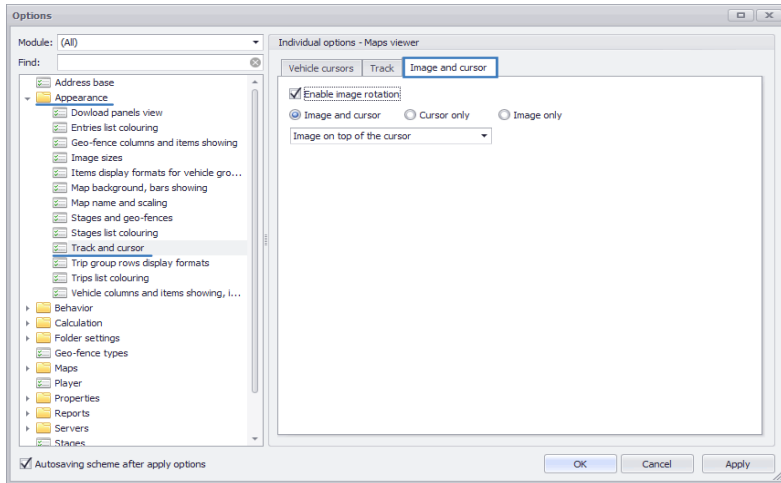 Options
Module: (All)
Find:
Address base
Appearance
Dowload panels view
Entries list colouring
Geo-fence columns and items showing
Image sizes
Items display formats for vehicle gro...
Map background, bars showing
Map name and scaling
Stages and geo-fences
Stages list colouring
Track and cursor
Trip group rows display formats
Trips list colouring
Vehicle columns and items showing, i...
Behavior
Calculation
Folder settings
Geo-fence types
Maps
Player
Properties
Reports
Servers
Stages
Autosaving scheme after apply options
Individual options - Maps viewer
Vehicle cursors Track Image and cursor
Enable image rotation
Image and cursor Cursor only Image only
Image on top of the cursor
OK Cancel Apply